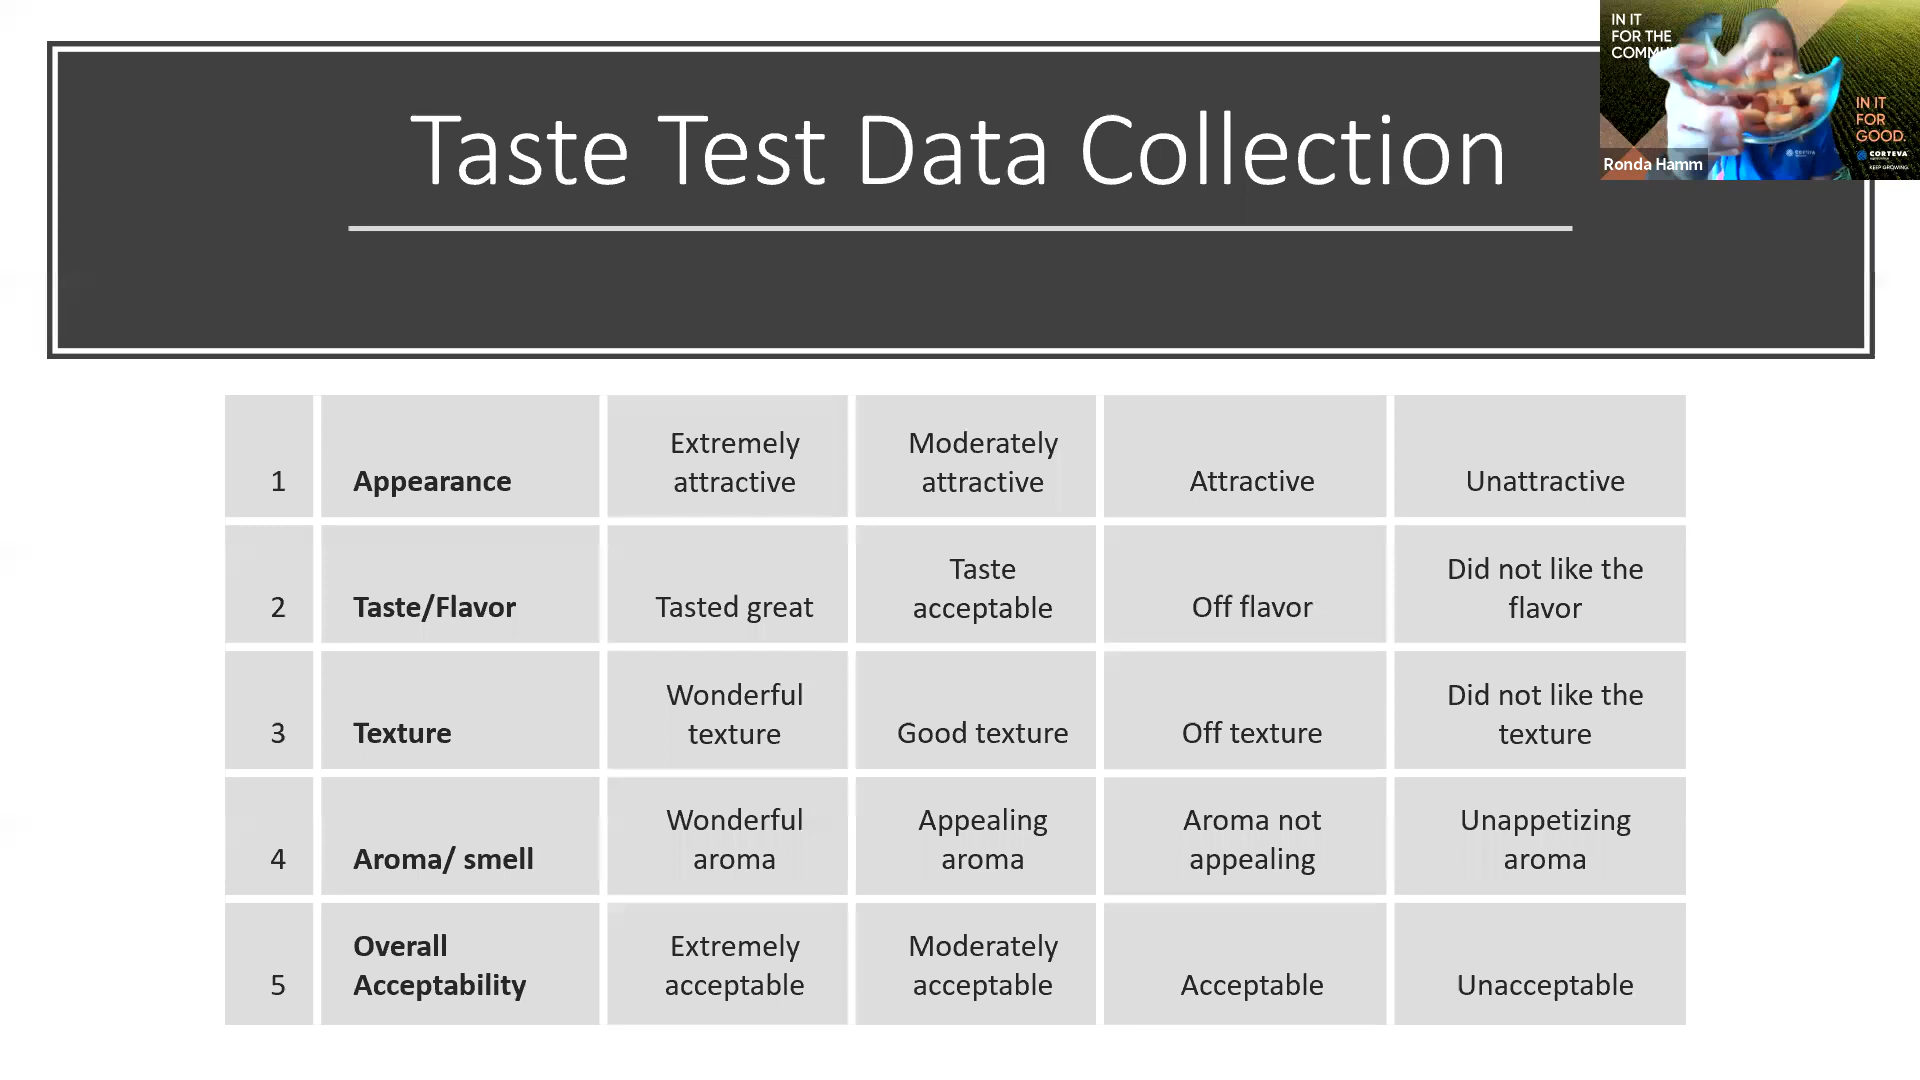 Taste Test Data Collection
IN IT
FOR THE
IN IT
FOR
GOOD.
CORTEVA
KEEP GROWING
Ronda Hamm
1 Appearance Extremely attractive Moderately attractive Attractive Unattractive
2 Taste/Flavor Tasted great Taste acceptable Off flavor Did not like the flavor
3 Texture Wonderful texture Good texture Off texture Did not like the texture
4 Aroma/ smell Wonderful aroma Appealing aroma Aroma not appealing Unappetizing aroma
5 Overall Acceptability Extremely acceptable Moderately acceptable Acceptable Unacceptable